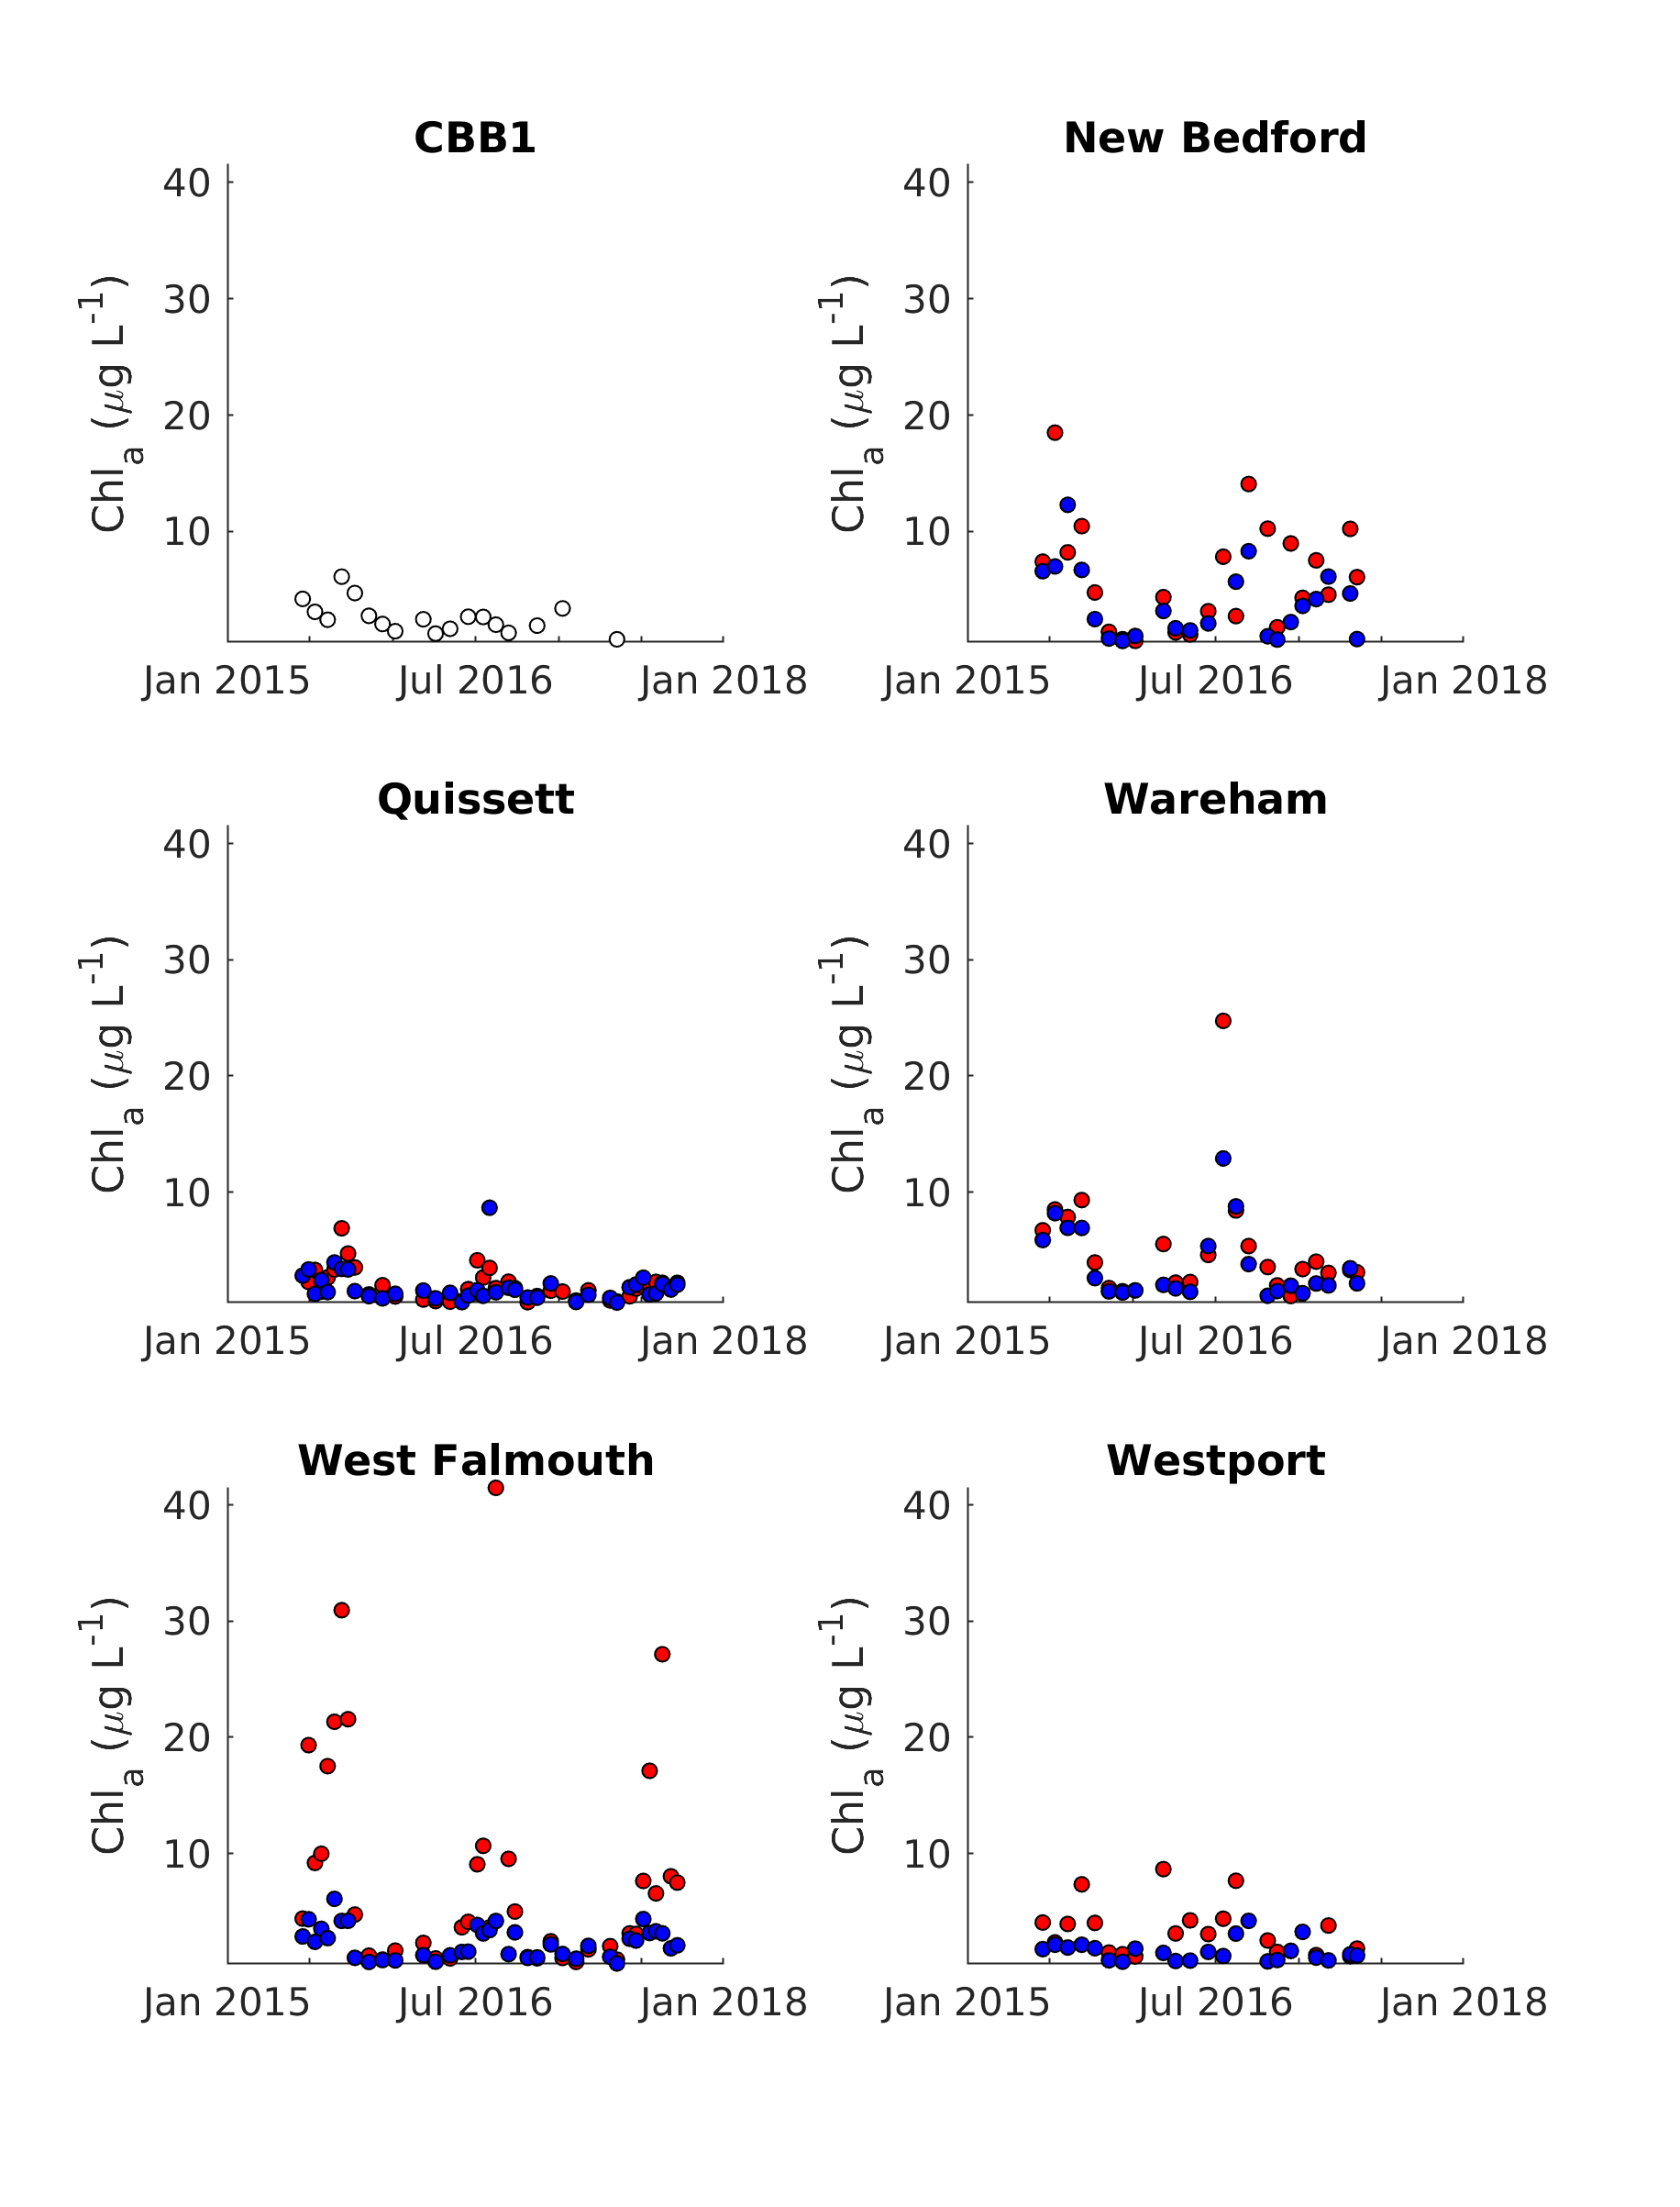 CBB1
40
30
20
10
Chl_a (μg L^-1)
Jan 2015 Jul 2016 Jan 2018
New Bedford
40
30
20
10
Chl_a (μg L^-1)
Jan 2015 Jul 2016 Jan 2018
Quissett
40
30
20
10
Chl_a (μg L^-1)
Jan 2015 Jul 2016 Jan 2018
Wareham
40
30
20
10
Chl_a (μg L^-1)
Jan 2015 Jul 2016 Jan 2018
West Falmouth
40
30
20
10
Chl_a (μg L^-1)
Jan 2015 Jul 2016 Jan 2018
Westport
40
30
20
10
Chl_a (μg L^-1)
Jan 2015 Jul 2016 Jan 2018